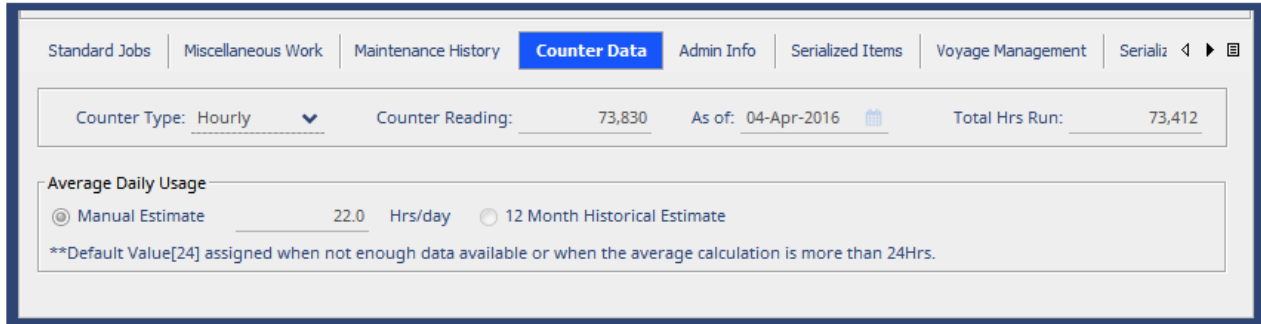 Standard Jobs Miscellaneous Work Maintenance History Counter Data Admin Info Serialized Items Voyage Management Serializ
Counter Type: Hourly Counter Reading: 73,830 As of: 04-Apr-2016 Total Hrs Run: 73,412
Average Daily Usage
Manual Estimate 22.0 Hrs/day 12 Month Historical Estimate
**Default Value[24] assigned when not enough data available or when the average calculation is more than 24Hrs.